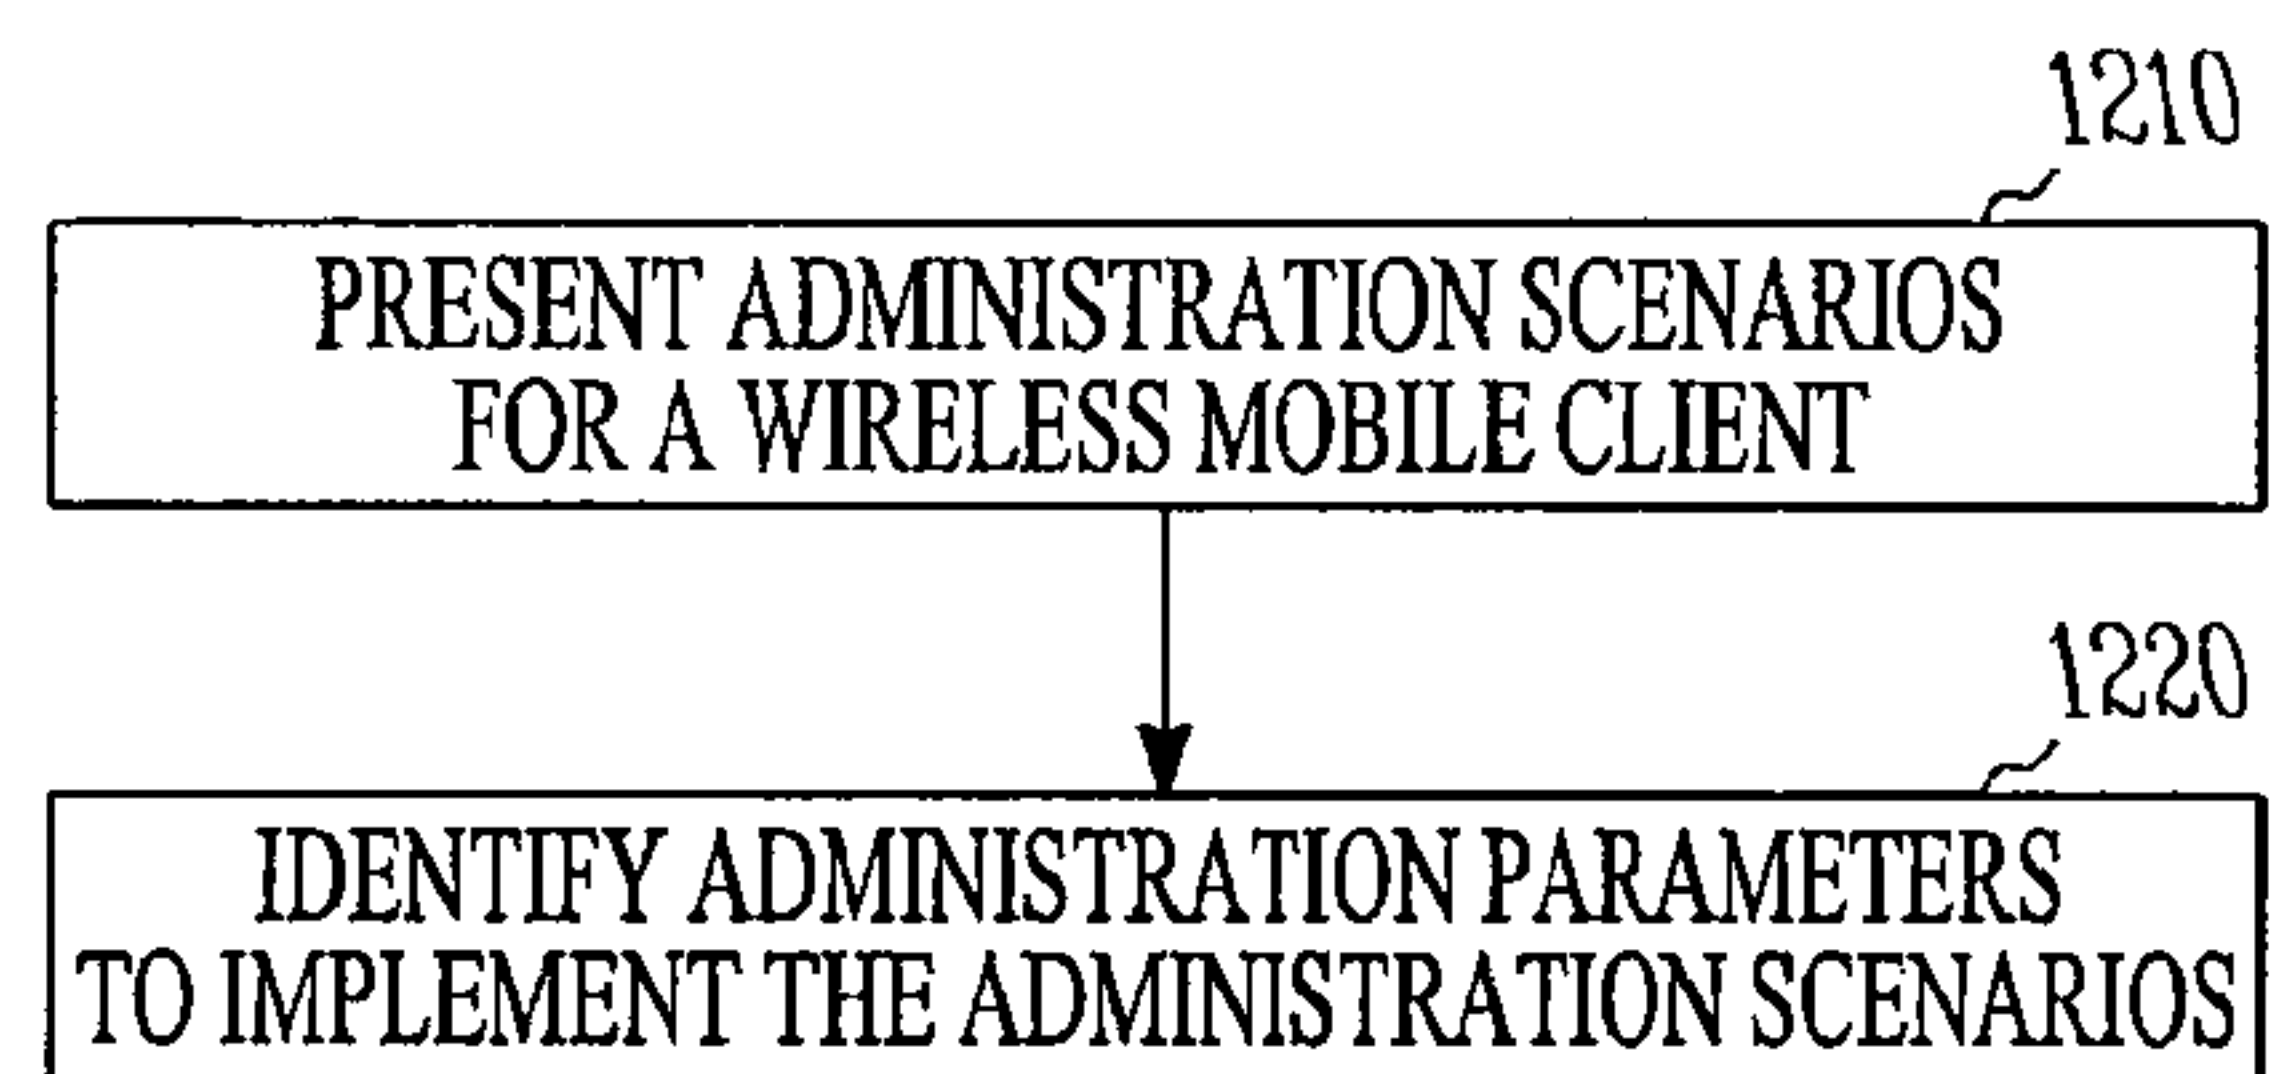 1210
PRESENT ADMINISTRATION SCENARIOS
FOR A WIRELESS MOBILE CLIENT
1220
IDENTIFY ADMINISTRATION PARAMETERS
TO IMPLEMENT THE ADMINISTRATION SCENARIOS